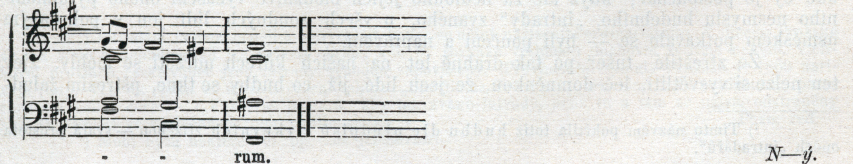 - - rum. N—ý.